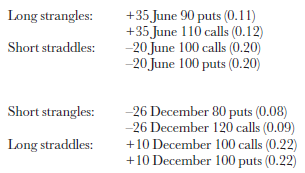 Long strangles: +35 June 90 puts (0.11)
+35 June 110 calls (0.12)
Short straddles: –20 June 100 calls (0.20)
–20 June 100 puts (0.20)
Short strangles: –26 December 80 puts (0.08)
–26 December 120 calls (0.09)
Long straddles: +10 December 100 calls (0.22)
+10 December 100 puts (0.22)